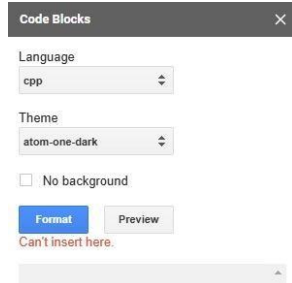 Code Blocks
Language
cpp
Theme
atom-one-dark
No background
Format Preview
Can't insert here.